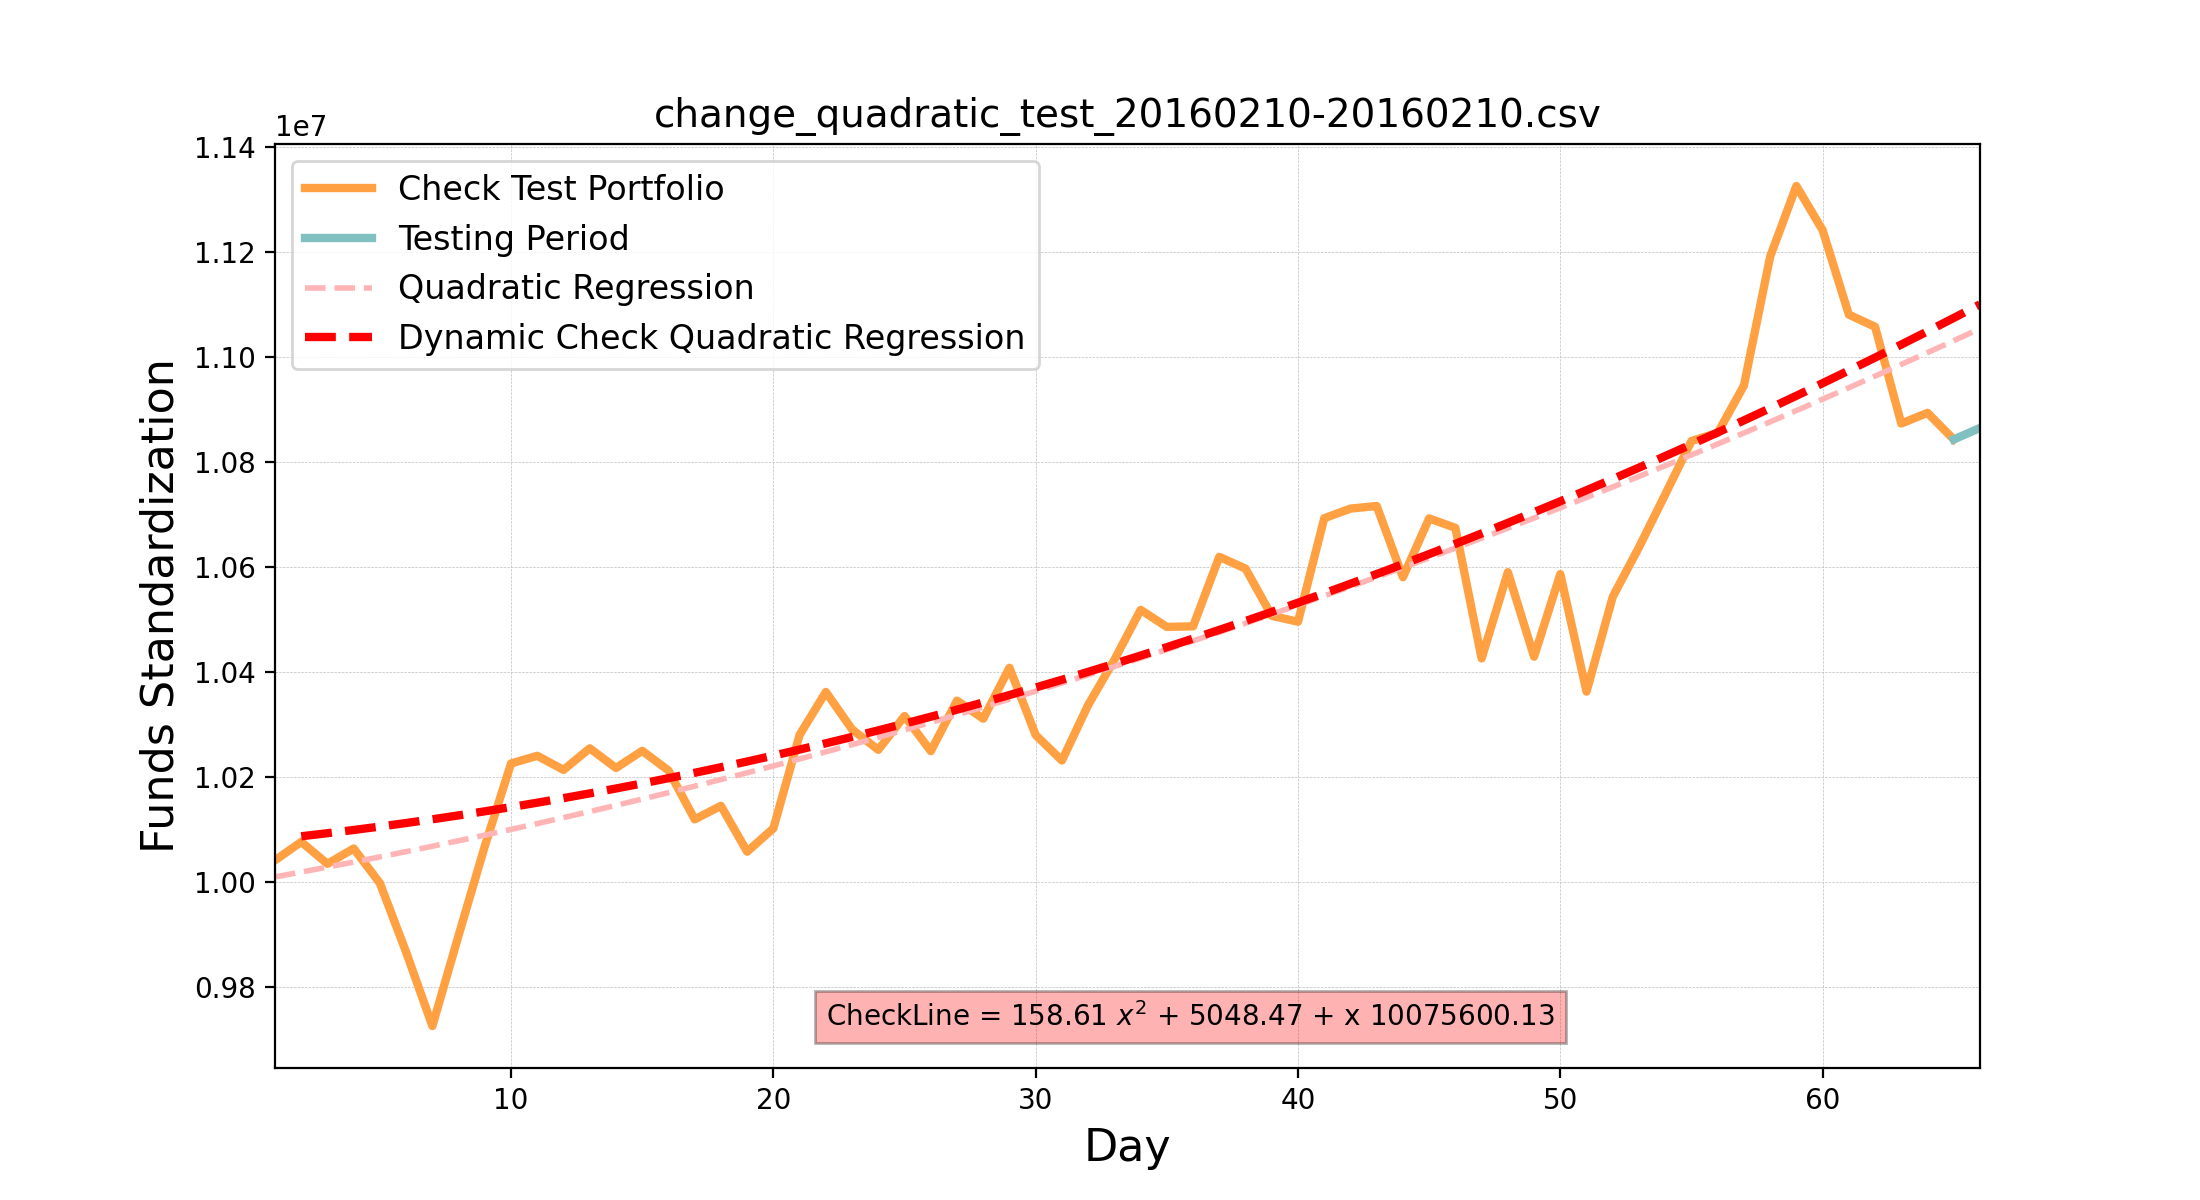 change_quadratic_test_20160210-20160210.csv
1e7
1.14
1.12
1.10
1.08
1.06
1.04
1.02
1.00
0.98
Funds Standardization
Check Test Portfolio
Testing Period
Quadratic Regression
Dynamic Check Quadratic Regression
CheckLine = 158.61 x² + 5048.47 + x 10075600.13
10 20 30 40 50 60
Day